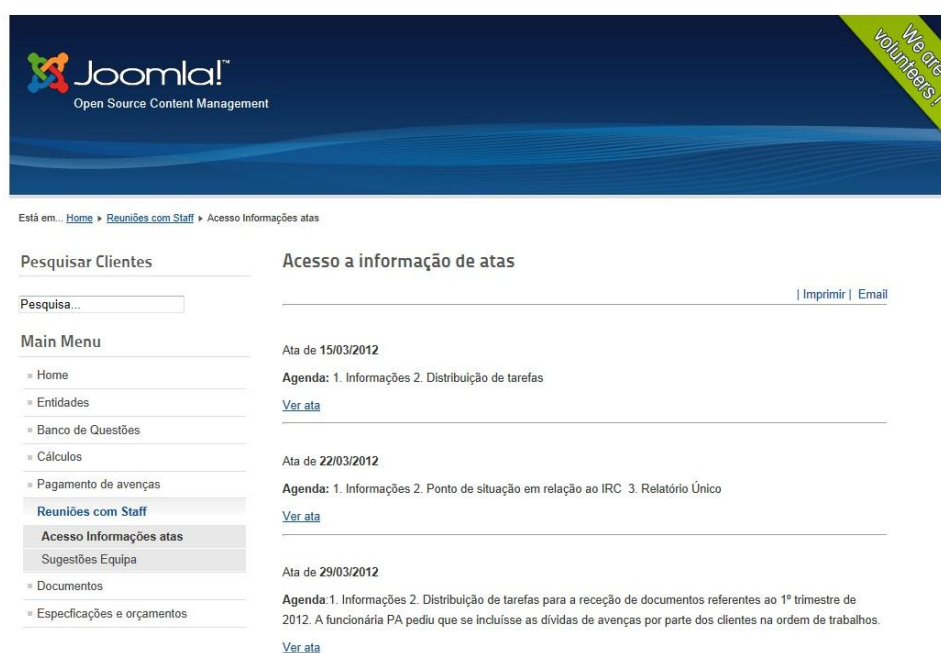 Joomla!™
Open Source Content Management
We are
volunteers !
Está em... Home ▸ Reuniões com Staff ▸ Acesso Informações atas
Pesquisar Clientes
Pesquisa...
Main Menu
Home
Entidades
Banco de Questões
Cálculos
Pagamento de avenças
Reuniões com Staff
Acesso Informações atas
Sugestões Equipa
Documentos
Especficações e orçamentos
Acesso a informação de atas
| Imprimir | Email
Ata de 15/03/2012
Agenda: 1. Informações 2. Distribuição de tarefas
Ver ata
Ata de 22/03/2012
Agenda: 1. Informações 2. Ponto de situação em relação ao IRC 3. Relatório Único
Ver ata
Ata de 29/03/2012
Agenda:1. Informações 2. Distribuição de tarefas para a receção de documentos referentes ao 1º trimestre de
2012. A funcionária PA pediu que se incluísse as dívidas de avenças por parte dos clientes na ordem de trabalhos.
Ver ata